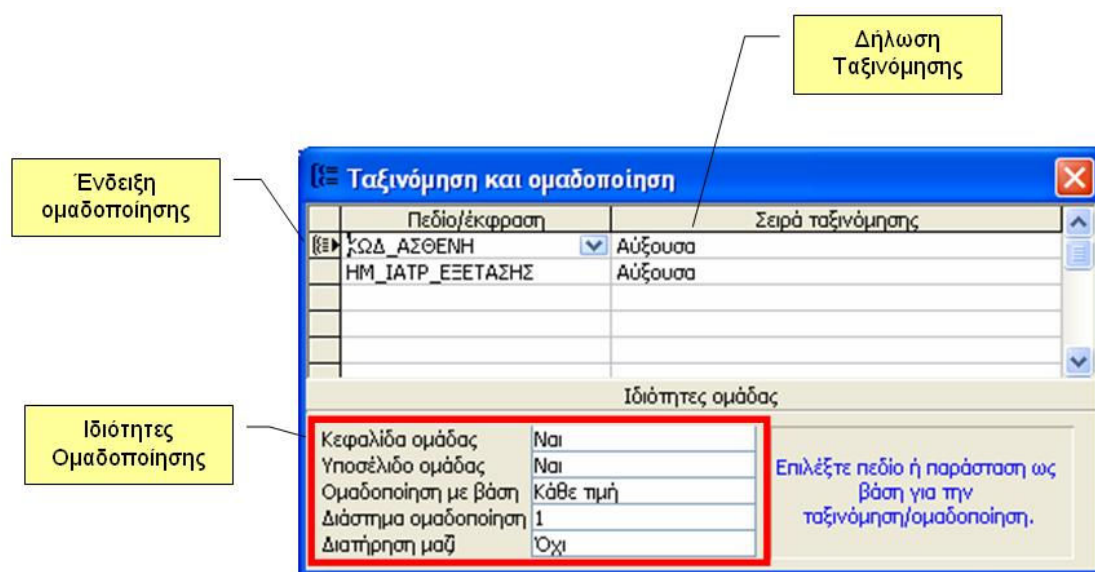 Δήλωση
Ταξινόμησης
Ένδειξη
ομαδοποίησης
Ταξινόμηση και ομαδοποίηση
Πεδίο/έκφραση Σειρά ταξινόμησης
ΚΩΔ_ΑΣΘΕΝΗ Αύξουσα
ΗΜ_ΙΑΤΡ_ΕΞΕΤΑΣΗΣ Αύξουσα
Ιδιότητες ομάδας
Ιδιότητες
Ομαδοποίησης
Κεφαλίδα ομάδας Ναι
Υποσέλιδο ομάδας Ναι
Ομαδοποίηση με βάση Κάθε τιμή
Διάστημα ομαδοποίηση 1
Διατήρηση μαζί Όχι
Επιλέξτε πεδίο ή παράσταση ως
βάση για την
ταξινόμηση/ομαδοποίηση.